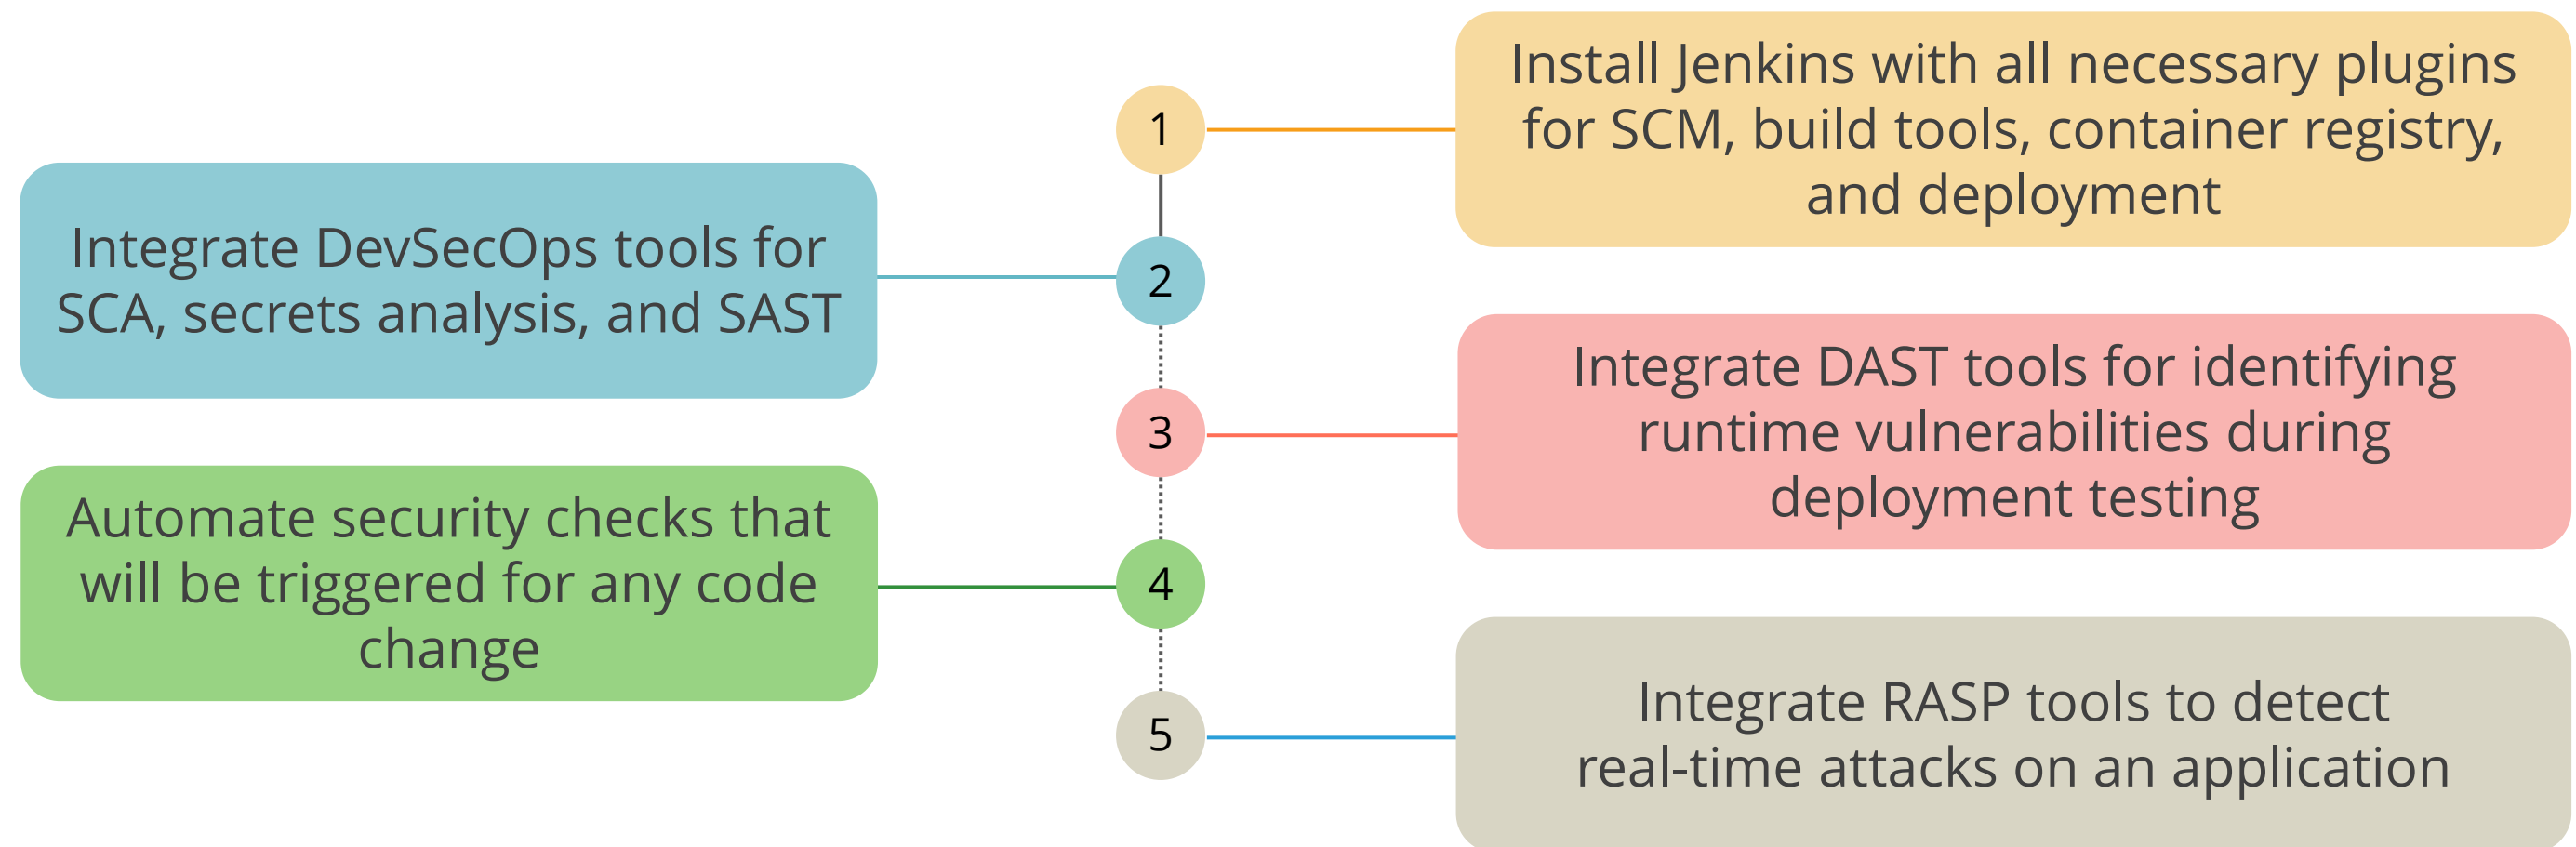 1
Install Jenkins with all necessary plugins
for SCM, build tools, container registry,
and deployment
2
Integrate DevSecOps tools for
SCA, secrets analysis, and SAST
3
Integrate DAST tools for identifying
runtime vulnerabilities during
deployment testing
4
Automate security checks that
will be triggered for any code
change
5
Integrate RASP tools to detect
real-time attacks on an application